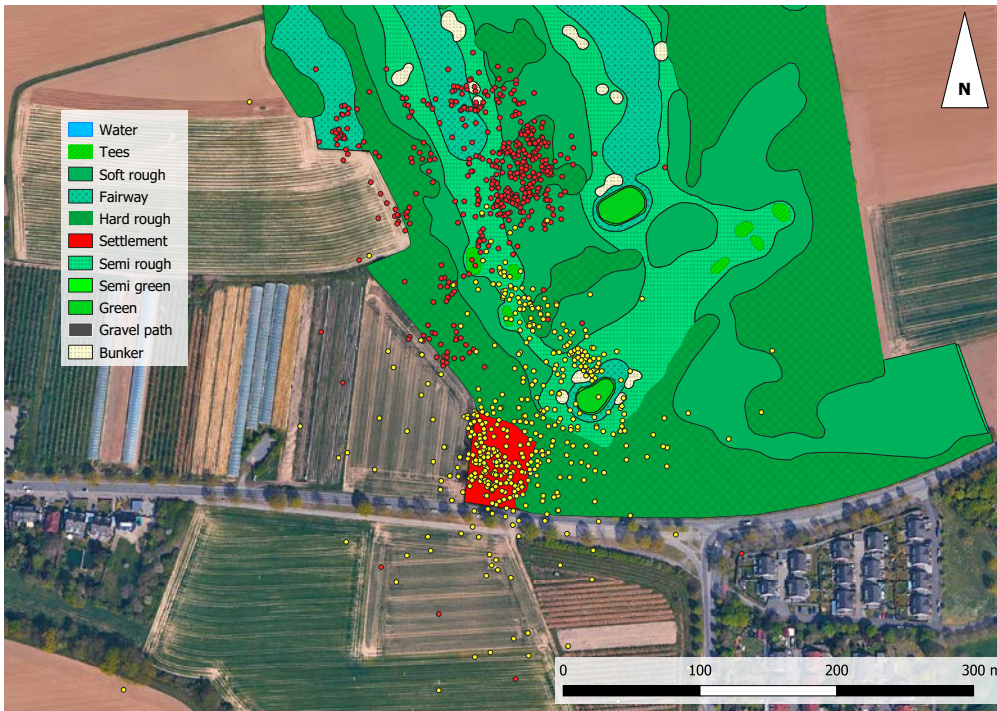 N
Water
Tees
Soft rough
Fairway
Hard rough
Settlement
Semi rough
Semi green
Green
Gravel path
Bunker
0 100 200 300 m